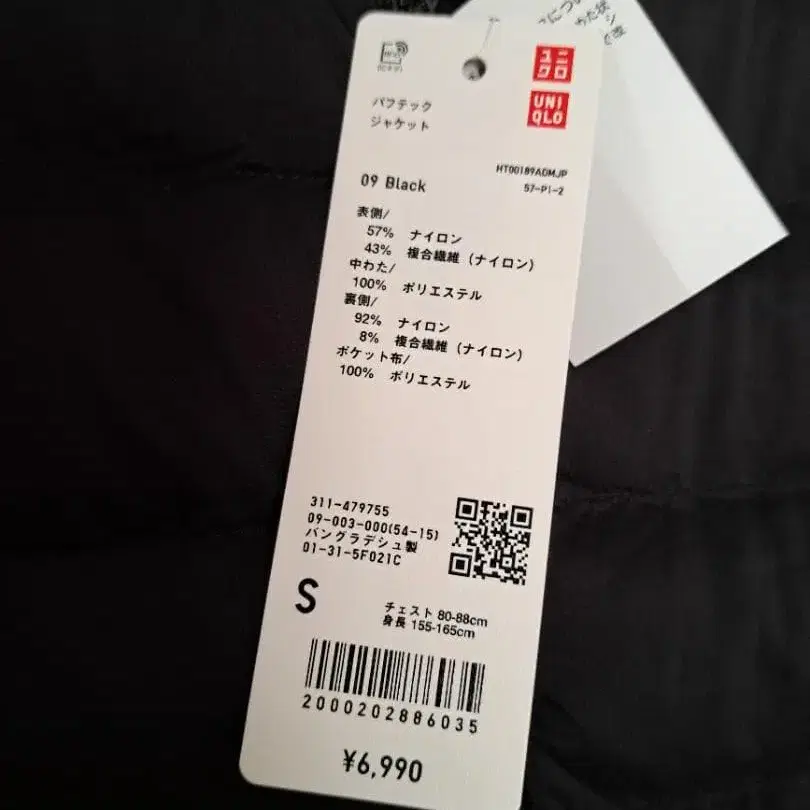 ユニ
クロ
UNI
QLO
パフテック
ジャケット
HT00189ADMJP
57-P1-2
09 Black
表側/
57% ナイロン
43% 複合繊維 (ナイロン)
中わた/
100% ポリエステル
裏側/
92% ナイロン
8% 複合繊維 (ナイロン)
ポケット布/
100% ポリエステル
311-479755
09-003-000(54-15)
バングラデシュ製
01-31-5F021C
S
チェスト 80-88cm
身長 155-165cm
2000202886035
¥6,990